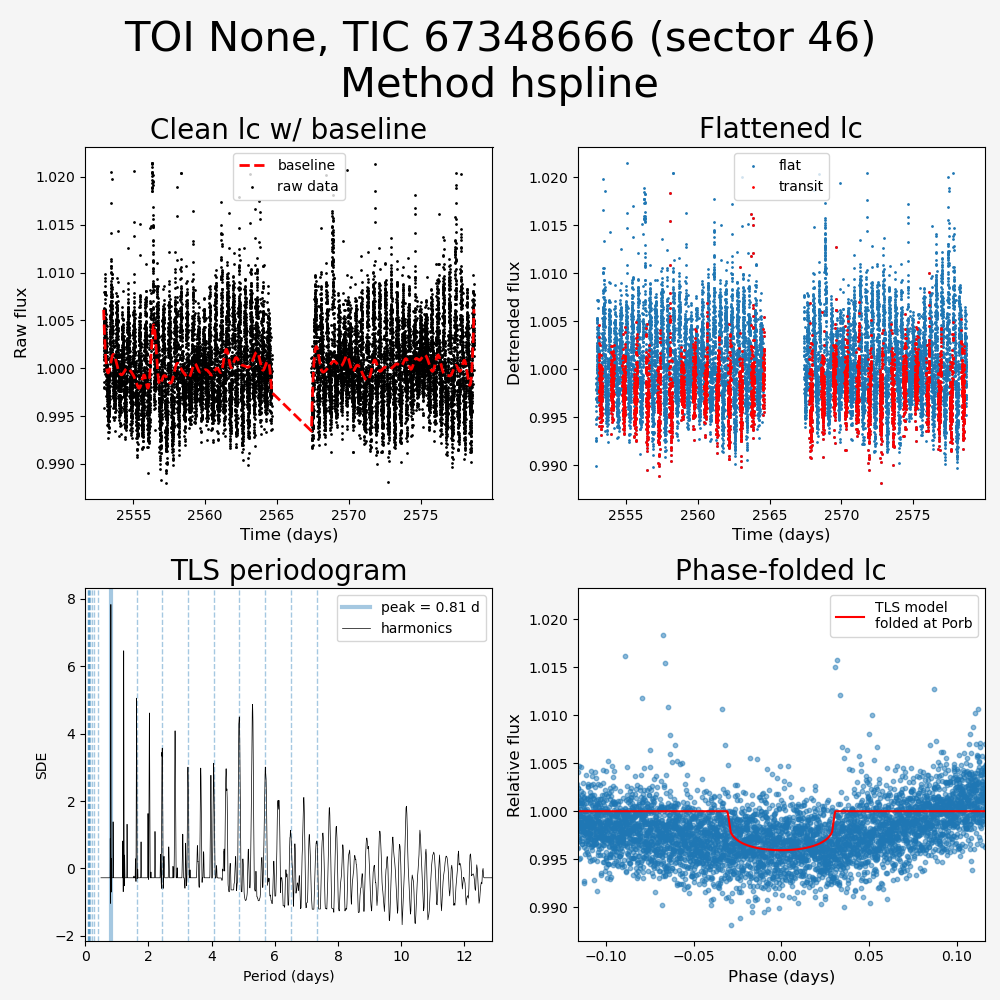 TOI None, TIC 67348666 (sector 46)
Method hspline
Clean lc w/ baseline
baseline
raw data
1.020
1.015
1.010
1.005
1.000
0.995
0.990
Raw flux
2555
2560
2565
2570
2575
Time (days)
Flattened lc
flat
transit
1.020
1.015
1.010
1.005
1.000
0.995
0.990
Detrended flux
2555
2560
2565
2570
2575
Time (days)
TLS periodogram
peak = 0.81 d
harmonics
8
6
4
2
0
−2
SDE
0
2
4
6
8
10
12
Period (days)
Phase-folded lc
TLS model
folded at Porb
1.020
1.015
1.010
1.005
1.000
0.995
0.990
Relative flux
−0.10
−0.05
0.00
0.05
0.10
Phase (days)